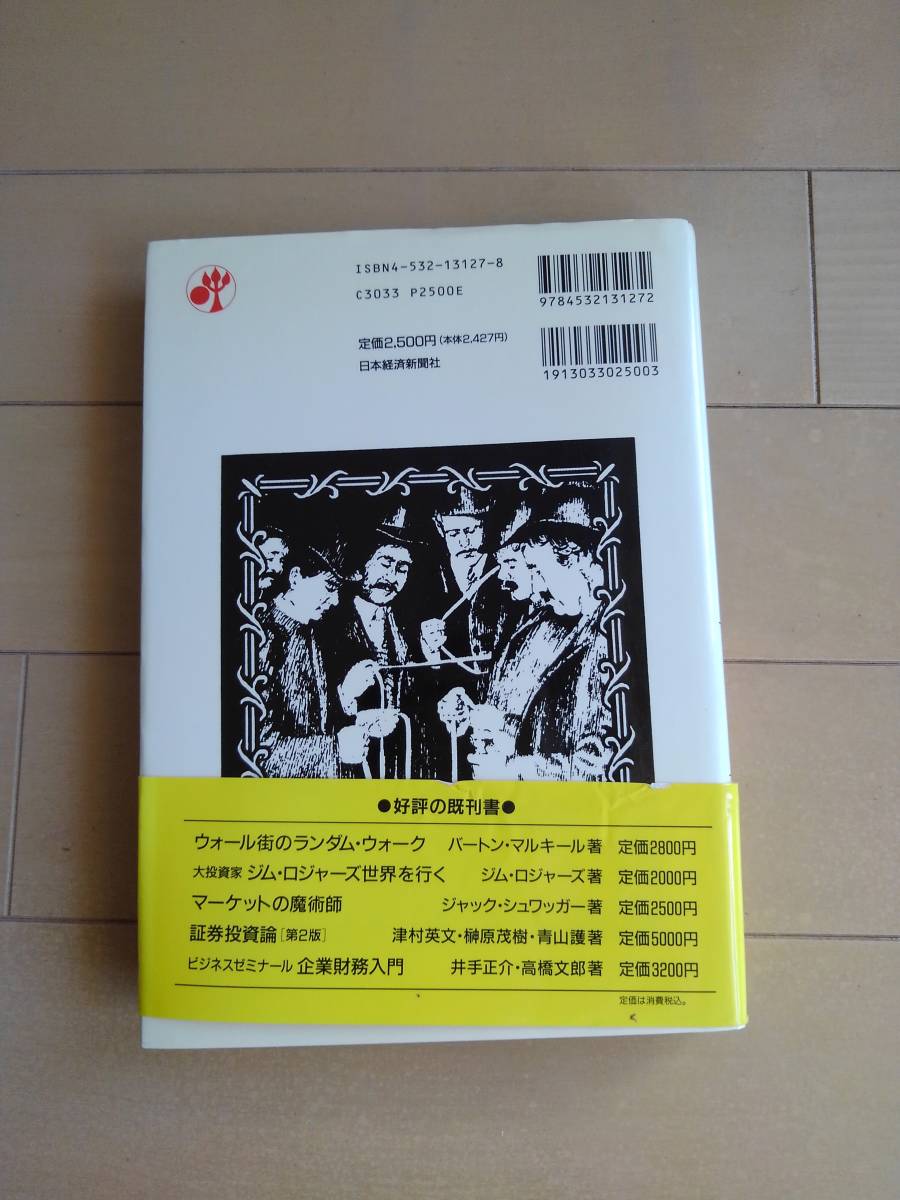 ISBN4-532-13127-8
C3033 P2500E
9784532131272
定価2,500円(本体2,427円)
日本経済新聞社
1913033025003
●好評の既刊書●
ウォール街のランダム・ウォーク バートン・マルキール著 定価2800円
大投資家 ジム・ロジャーズ世界を行く ジム・ロジャーズ著 定価2000円
マーケットの魔術師 ジャック・シュワッガー著 定価2500円
証券投資論[第2版] 津村英文・榊原茂樹・青山護著 定価5000円
ビジネスゼミナール 企業財務入門 井手正介・高橋文郎著 定価3200円
定価は消費税込。